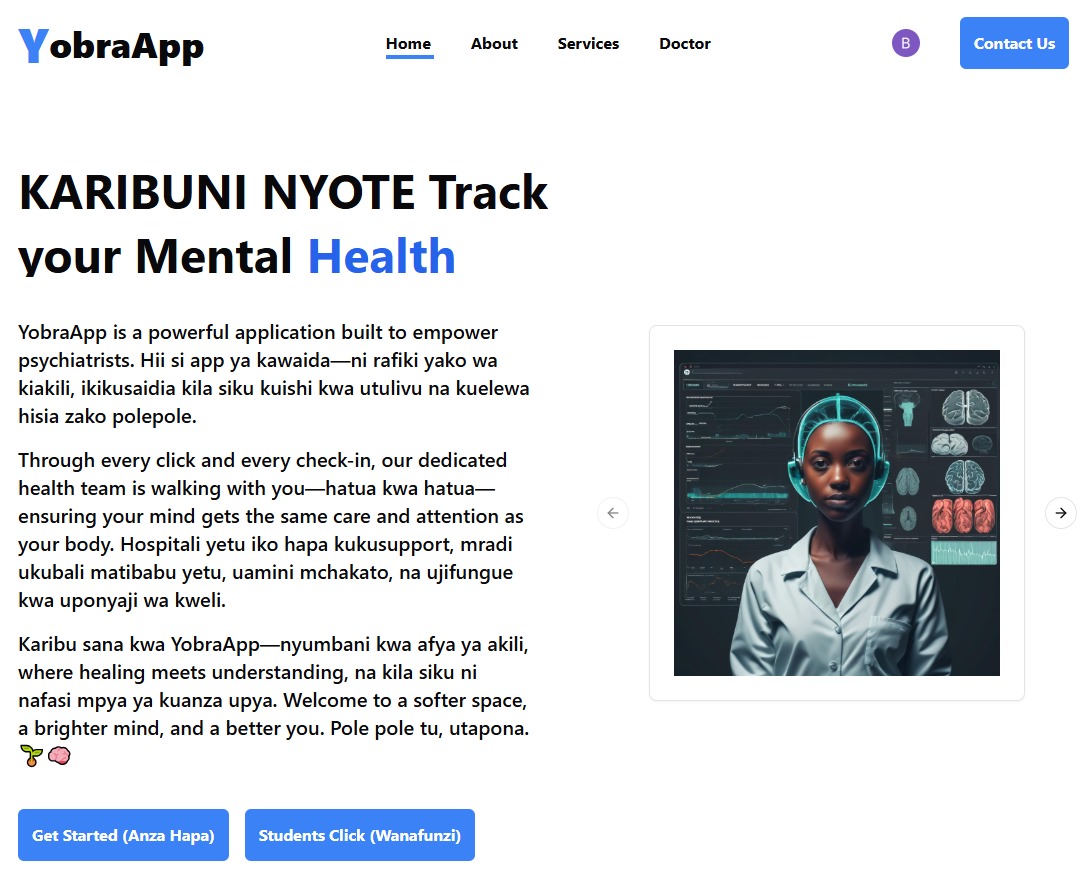 YobraApp
Home
About
Services
Doctor
B
Contact Us
KARIBUNI NYOTE Track
your Mental Health
YobraApp is a powerful application built to empower
psychiatrists. Hii si app ya kawaida—ni rafiki yako wa
kiakili, ikikusaidia kila siku kuishi kwa utulivu na kuelewa
hisia zako polepole.
Through every click and every check-in, our dedicated
health team is walking with you—hatua kwa hatua—
ensuring your mind gets the same care and attention as
your body. Hospitali yetu iko hapa kukusupport, mradi
ukubali matibabu yetu, uamini mchakato, na ujifungue
kwa uponyaji wa kweli.
Karibu sana kwa YobraApp—nyumbani kwa afya ya akili,
where healing meets understanding, na kila siku ni
nafasi mpya ya kuanza upya. Welcome to a softer space,
a brighter mind, and a better you. Pole pole tu, utapona.
🌱🧠
Get Started (Anza Hapa)
Students Click (Wanafunzi)